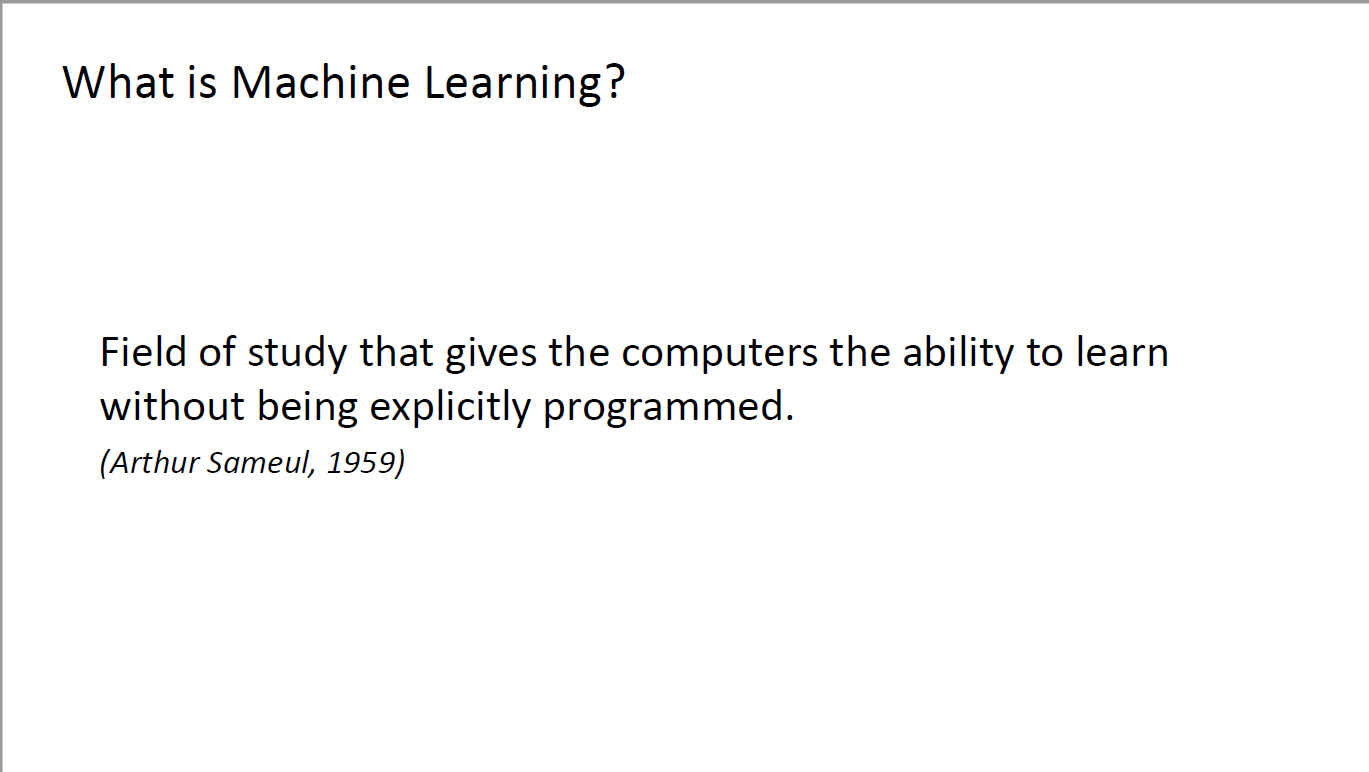 What is Machine Learning?
Field of study that gives the computers the ability to learn
without being explicitly programmed.
(Arthur Sameul, 1959)